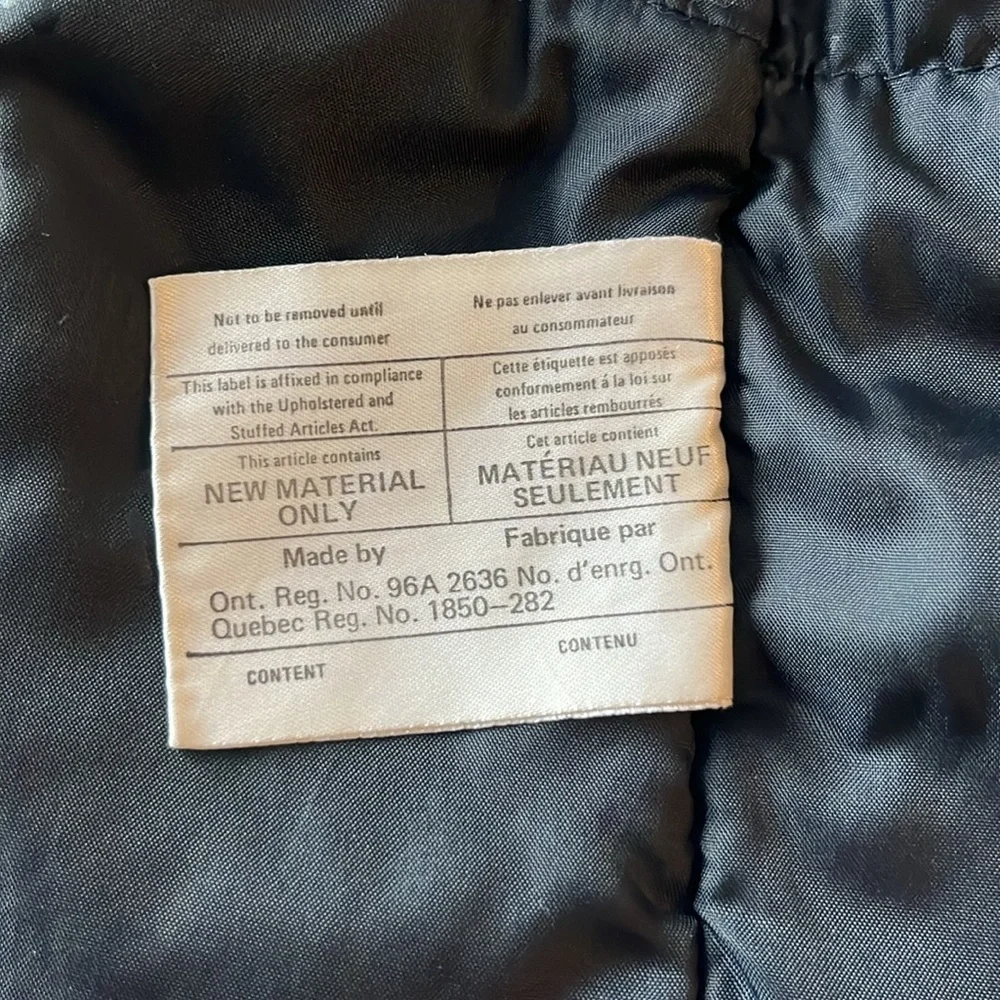 Not to be removed until
delivered to the consumer
Ne pas enlever avant livraison
au consommateur
This label is affixed in compliance
with the Upholstered and
Stuffed Articles Act.
Cette étiquette est apposés
conformement á la loi sur
les articles rembourrés
This article contains
NEW MATERIAL
ONLY
Cet article contient
MATÉRIAU NEUF
SEULEMENT
Made by
Fabrique par
Ont. Reg. No. 96A 2636 No. d'enrg. Ont.
Quebec Reg. No. 1850-282
CONTENT
CONTENU